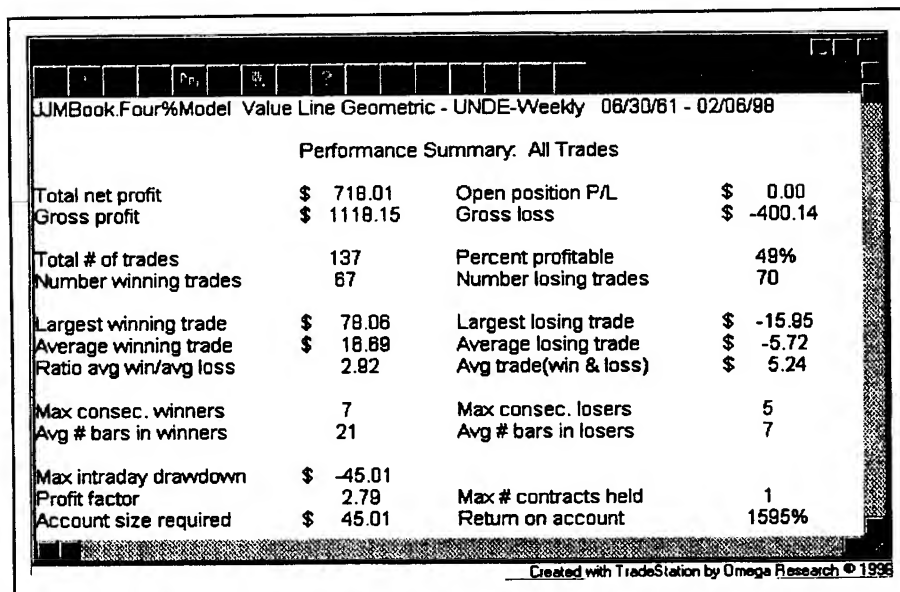 JJMBook.Four%Model Value Line Geometric - UNDE-Weekly 06/30/61 - 02/06/98
Performance Summary: All Trades
Total net profit $ 718.01 Open position P/L $ 0.00
Gross profit $ 1118.15 Gross loss $ -400.14
Total # of trades 137 Percent profitable 49%
Number winning trades 67 Number losing trades 70
Largest winning trade $ 78.06 Largest losing trade $ -15.95
Average winning trade $ 16.69 Average losing trade $ -5.72
Ratio avg win/avg loss 2.92 Avg trade(win & loss) $ 5.24
Max consec. winners 7 Max consec. losers 5
Avg # bars in winners 21 Avg # bars in losers 7
Max intraday drawdown $ -45.01
Profit factor 2.79 Max # contracts held 1
Account size required $ 45.01 Return on account 1595%
Created with TradeStation by Omega Research © 1996